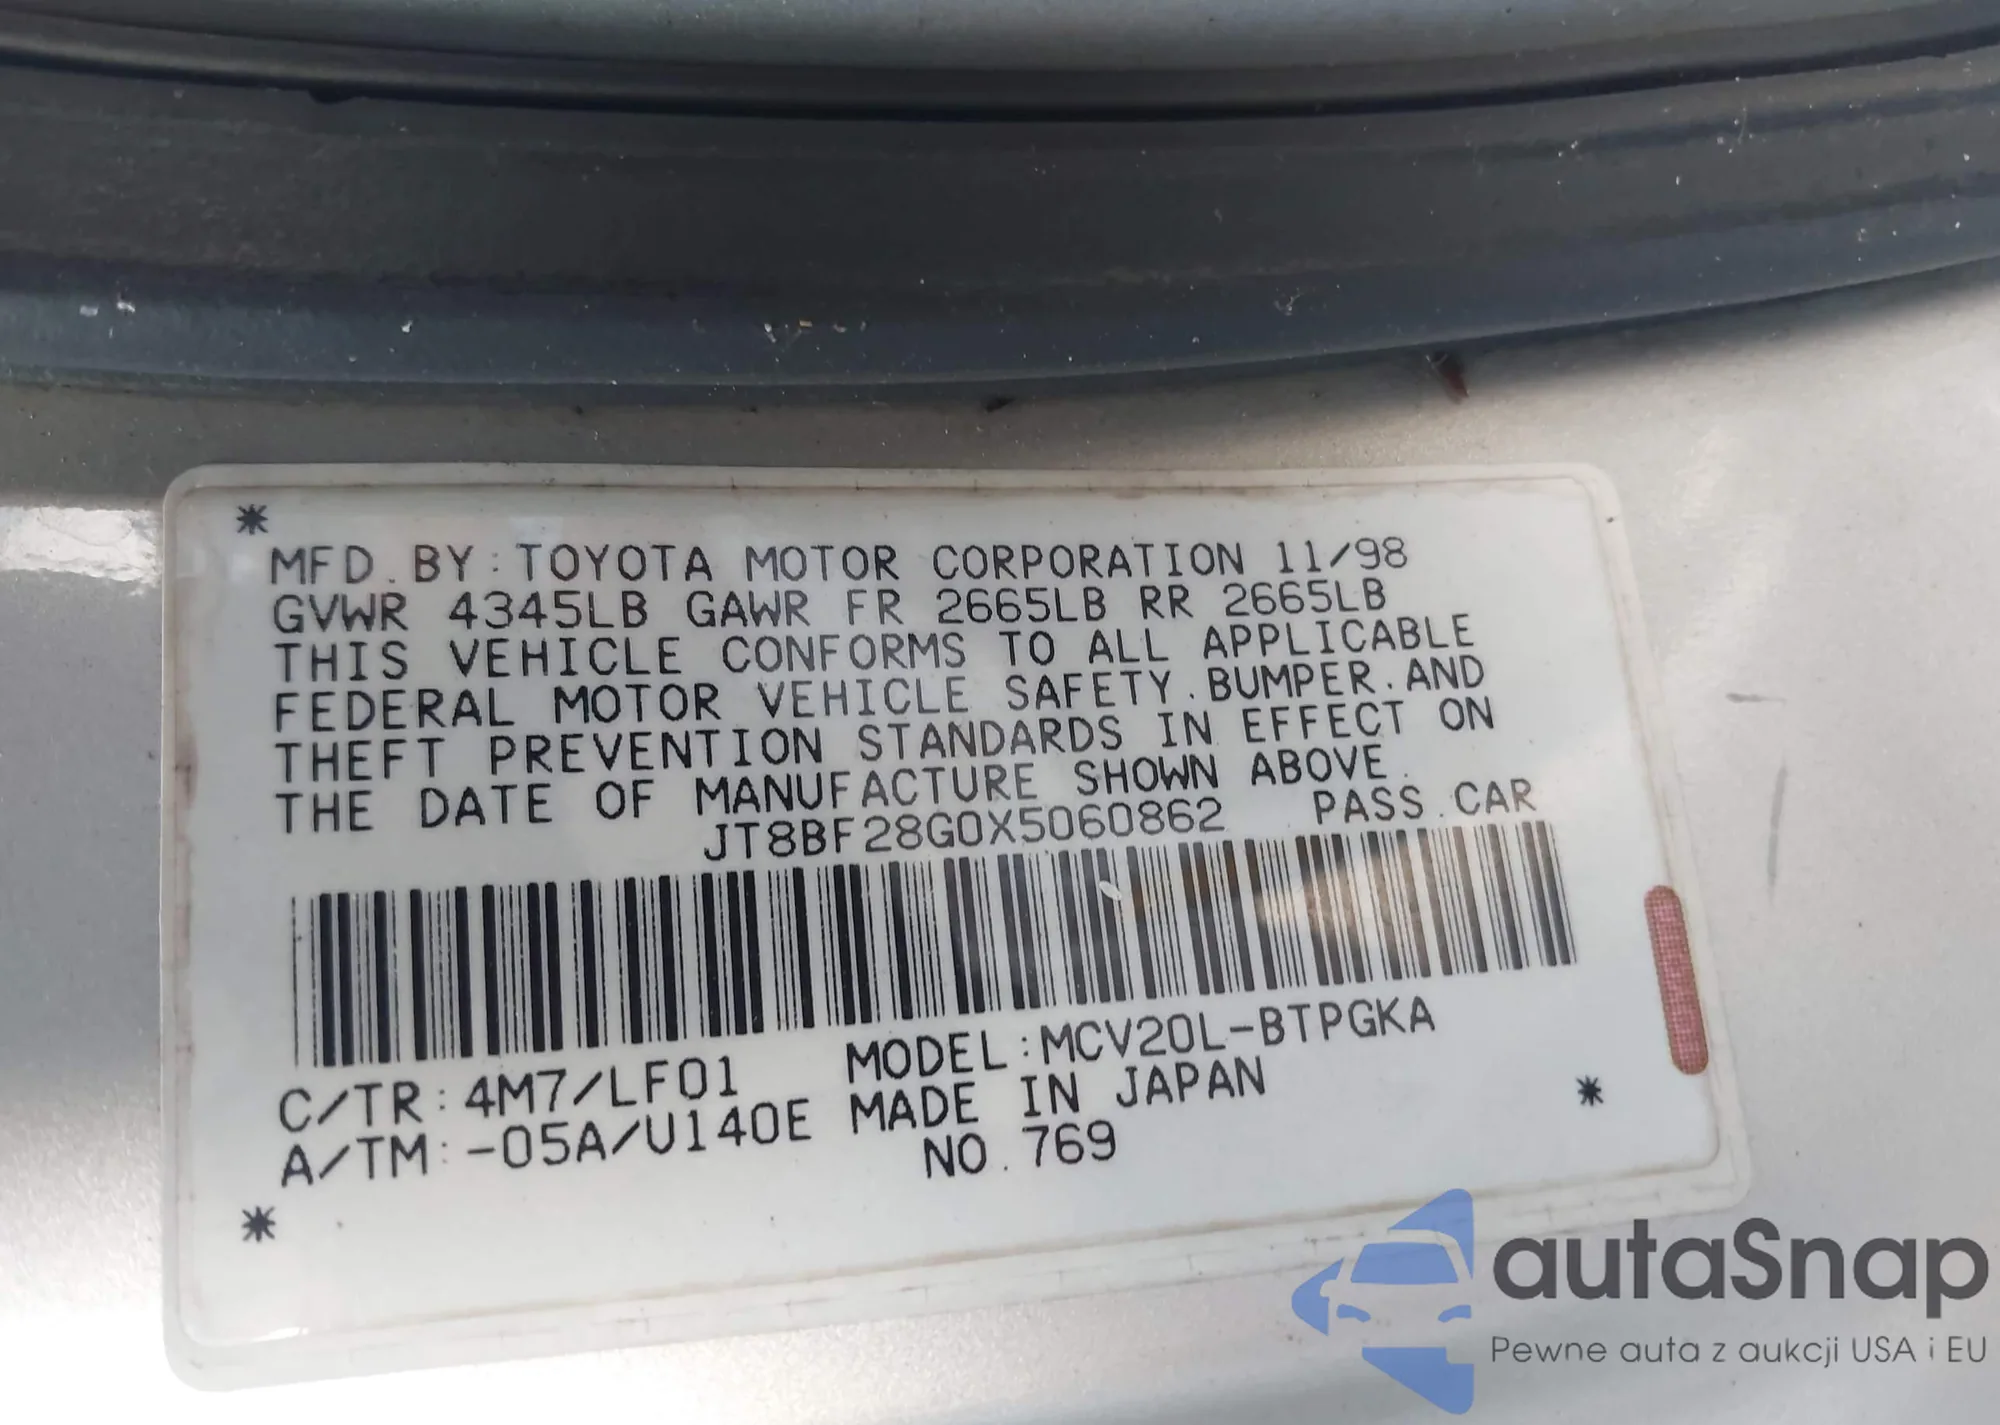 *
MFD. BY: TOYOTA MOTOR CORPORATION 11/98
GVWR 4345LB GAWR FR 2665LB RR 2665LB
THIS VEHICLE CONFORMS TO ALL APPLICABLE
FEDERAL MOTOR VEHICLE SAFETY. BUMPER. AND
THEFT PREVENTION STANDARDS IN EFFECT ON
THE DATE OF MANUFACTURE SHOWN ABOVE.
JT8BF28G0X5060862 PASS. CAR
C/TR: 4M7/LF01 MODEL: MCV20L-BTPGKA
A/TM: -05A/U140E MADE IN JAPAN
NO. 769
*
*
autaSnap
Pewne auta z aukcji USA i EU